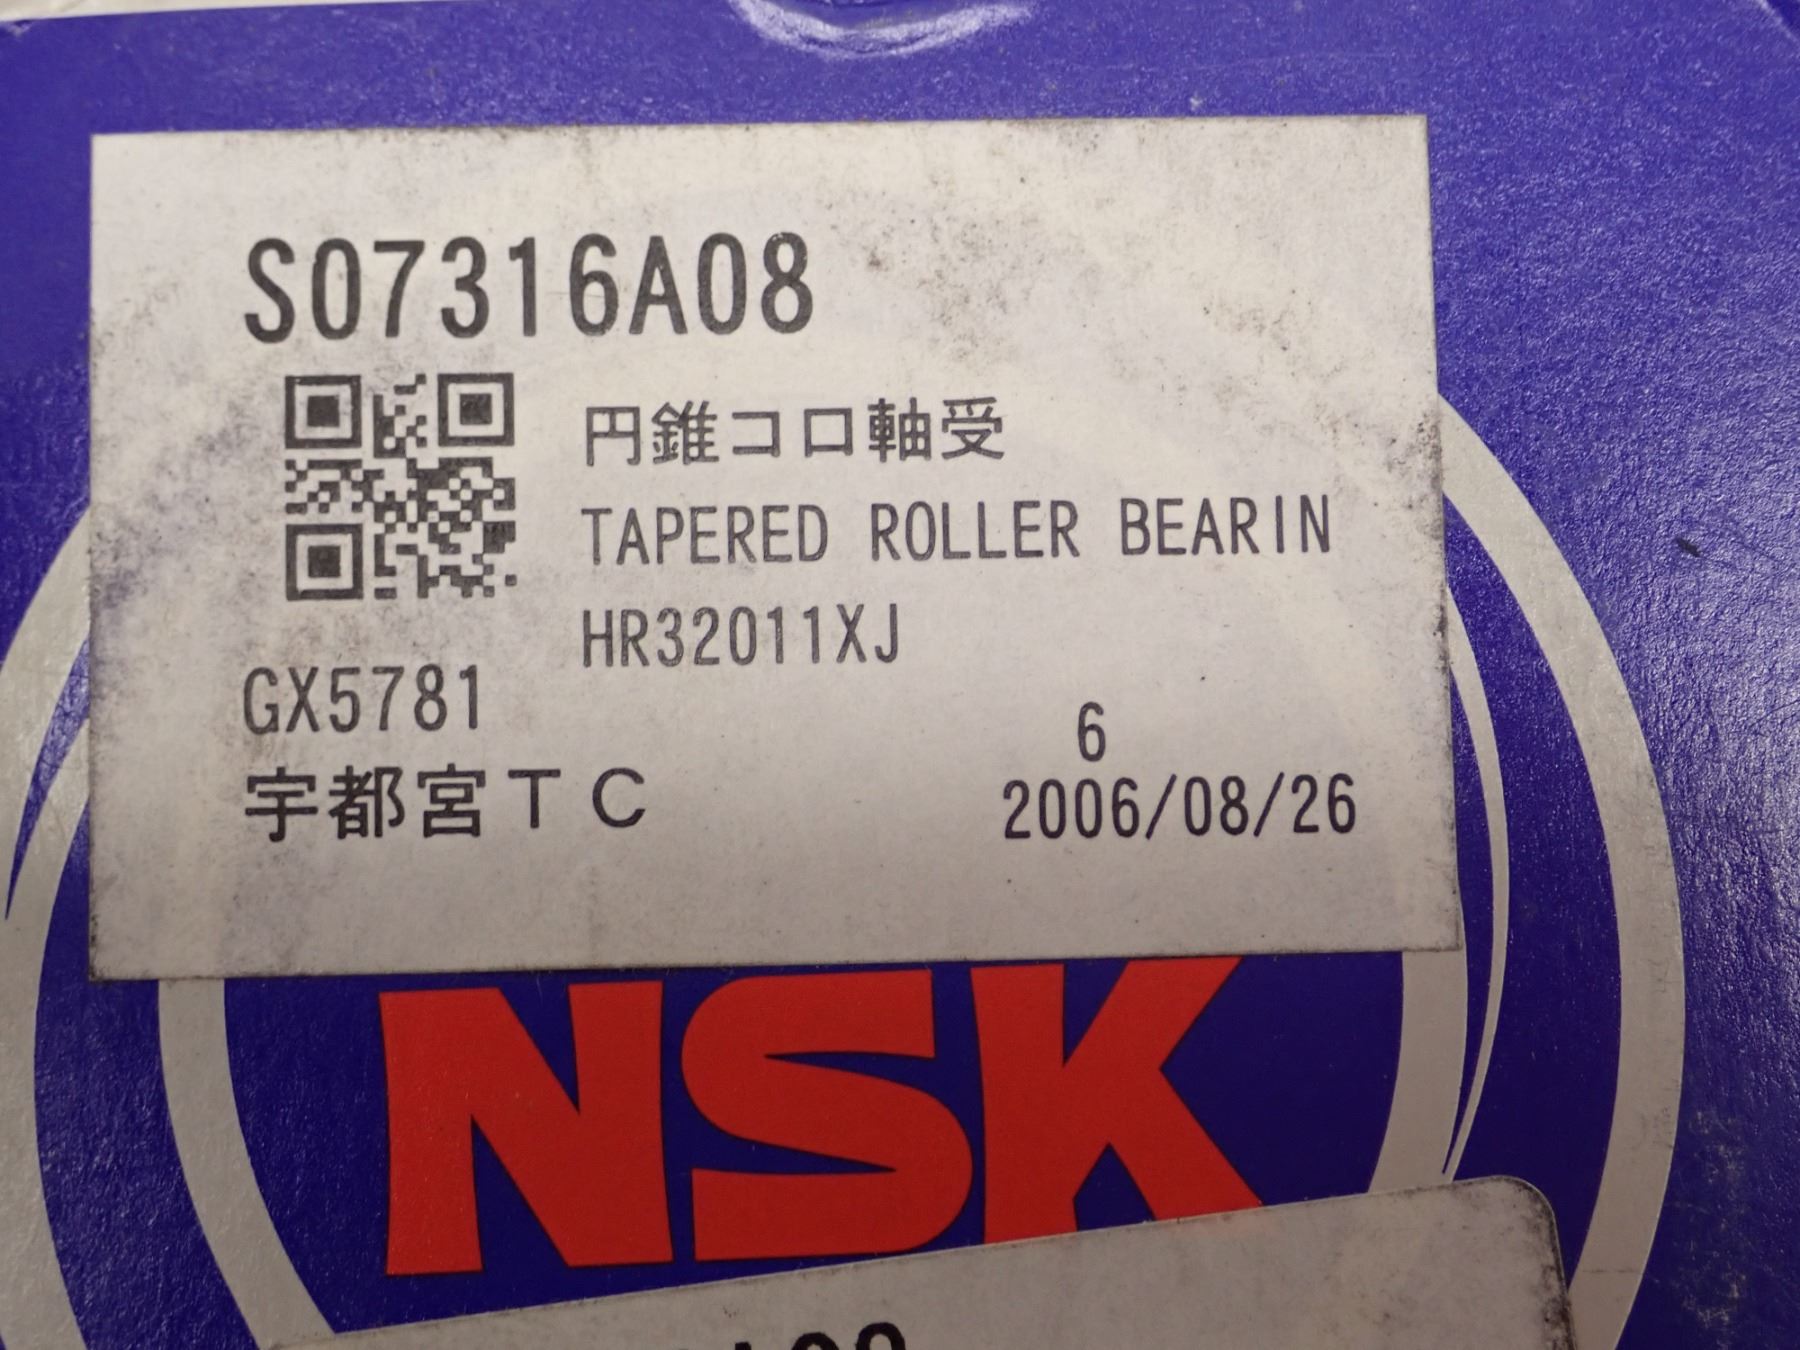 S07316A08
円錐コロ軸受
TAPERED ROLLER BEARIN
HR32011XJ
GX5781
6
宇都宮TC
2006/08/26
NSK